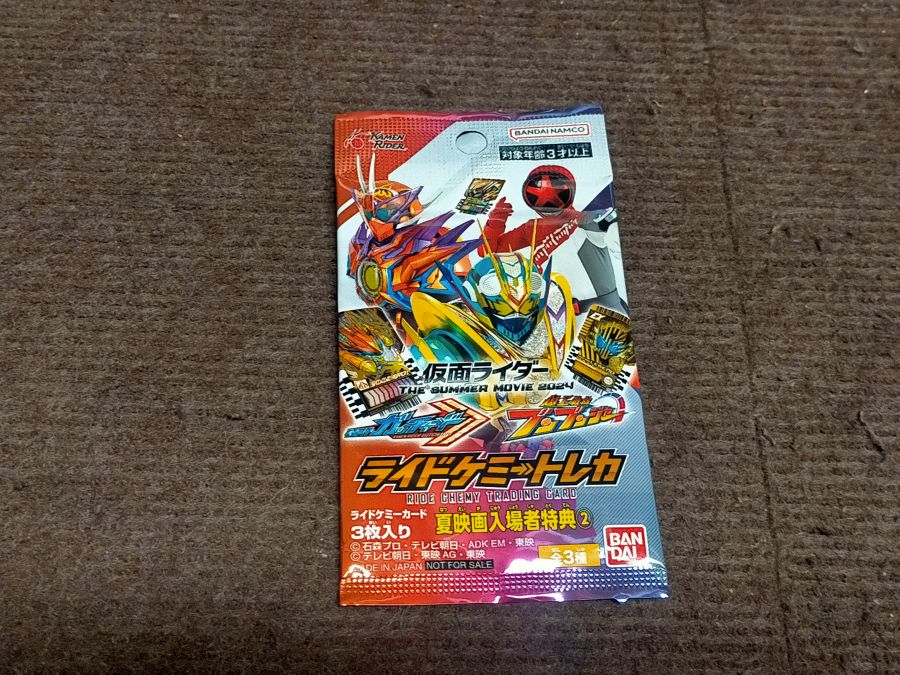 KAMEN RIDER
BANDAI NAMCO
対象年齢3才以上
仮面ライダー
THE SUMMER MOVIE 2024
ガッチャード
ブンブンジャー
ライドケミートレカ
RIDE CHEMY TRADING CARD
ライドケミーカード
3枚入り
夏映画入場者特典②
© 石森プロ・テレビ朝日・ADK EM・東映
© テレビ朝日・東映AG・東映
MADE IN JAPAN NOT FOR SALE
全3種
BANDAI